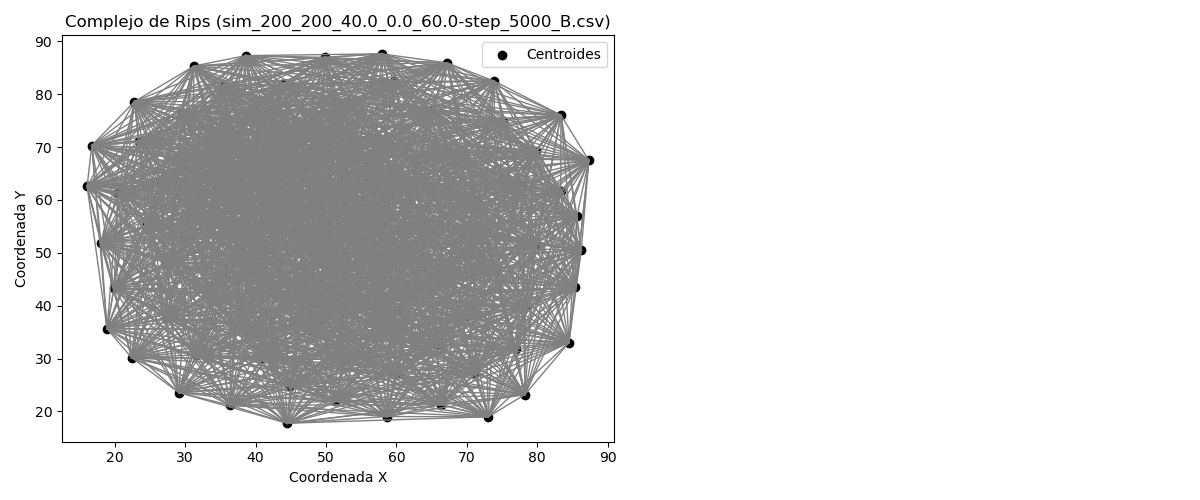 Complejo de Rips (sim_200_200_40.0_0.0_60.0-step_5000_B.csv)
Centroides
Coordenada Y
90
80
70
60
50
40
30
20
20 30 40 50 60 70 80 90
Coordenada X